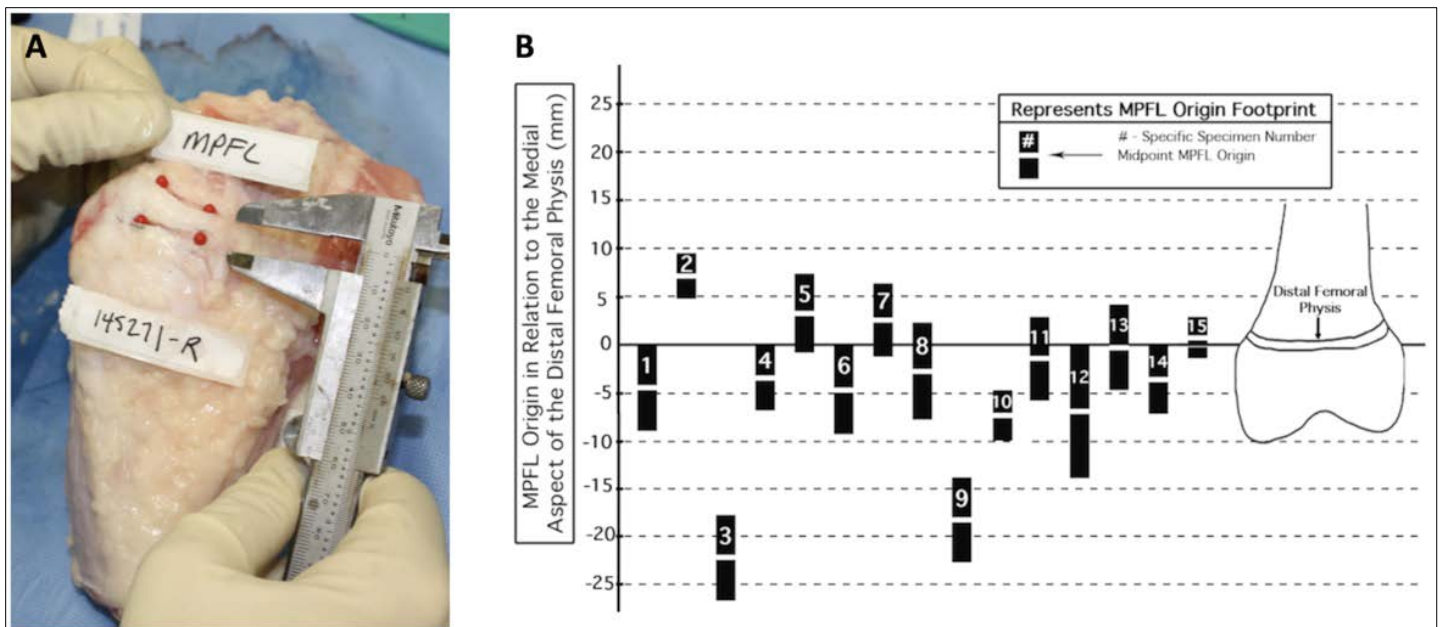 A
MPFL
Mitutoyo
145271-R
B
MPFL Origin in Relation to the Medial
Aspect of the Distal Femoral Physis (mm)
25
20
15
10
5
0
-5
-10
-15
-20
-25
Represents MPFL Origin Footprint
#
# - Specific Specimen Number
Midpoint MPFL Origin
1
2
3
4
5
6
7
8
9
10
11
12
13
14
15
Distal Femoral
Physis